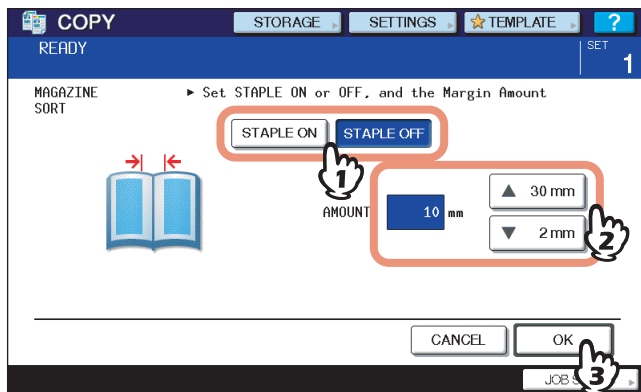 COPY STORAGE SETTINGS TEMPLATE ?
READY SET
1
MAGAZINE ► Set STAPLE ON or OFF, and the Margin Amount
SORT
STAPLE ON STAPLE OFF
1
▲ 30 mm
AMOUNT 10 mm
2
▼ 2 mm
CANCEL OK
3
JOB